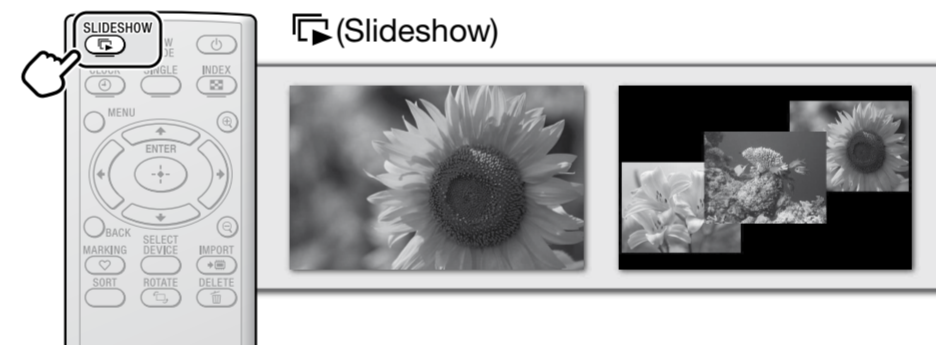 SLIDESHOW
(Slideshow)
CLOCK
SINGLE
INDEX
MENU
ENTER
BACK
MARKING
SELECT
DEVICE
IMPORT
SORT
ROTATE
DELETE